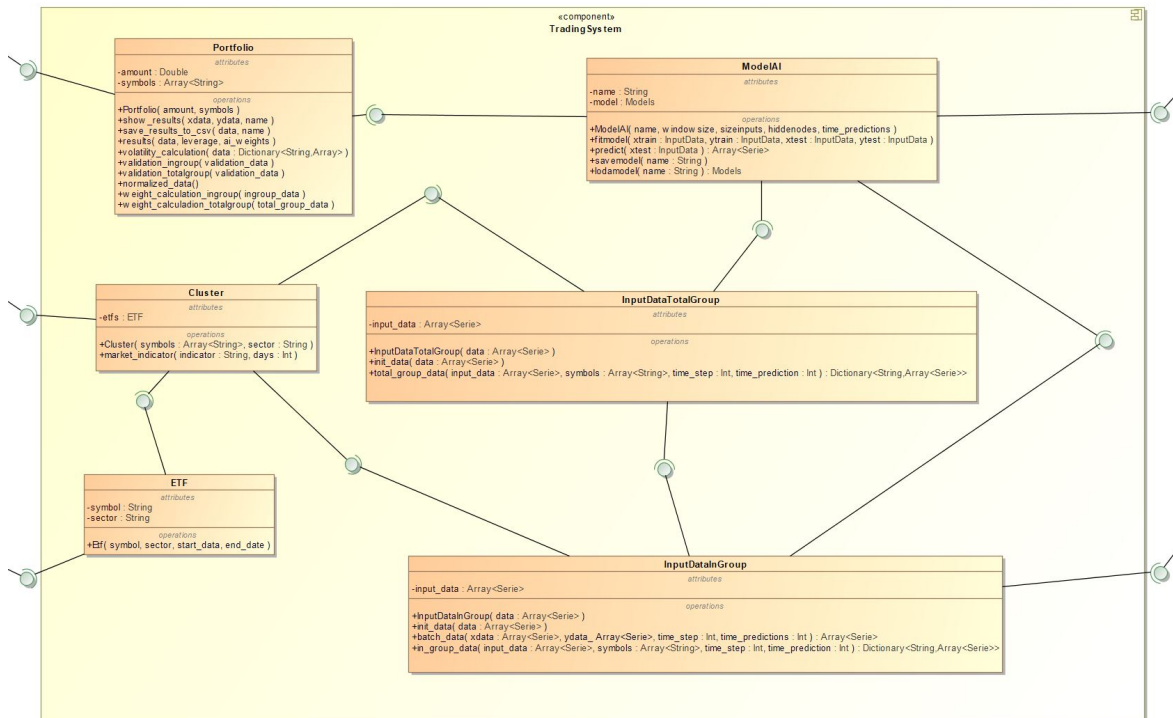 «component»
TradingSystem
Portfolio
attributes
-amount : Double
-symbols : Array<String>
operations
+Portfolio( amount, symbols )
+show_results( xdata, ydata, name )
+save_results_to_csv( data, name )
+results( data, leverage, ai_weights )
+volatility_calculation( data : Dictionary<String,Array> )
+validation_ingroup( validation_data )
+validation_totalgroup( validation_data )
+normalized_data()
+weight_calculation_ingroup( ingroup_data )
+weight_calculadion_totalgroup( total_group_data )
ModelAI
attributes
-name : String
-model : Models
operations
+ModelAI( name, window size, sizeinputs, hiddenodes, time_predictions )
+fitmodel( xtrain : InputData, ytrain : InputData, xtest : InputData, ytest : InputData )
+predict( xtest : InputData ) : Array<Serie>
+savemodel( name : String )
+lodamodel( name : String ) : Models
Cluster
attributes
-etfs : ETF
operations
+Cluster( symbols : Array<String>, sector : String )
+market_indicator( indicator : String, days : Int )
InputDataTotalGroup
attributes
-input_data : Array<Serie>
operations
+InputDataTotalGroup( data : Array<Serie> )
+init_data( data : Array<Serie> )
+total_group_data( input_data : Array<Serie>, symbols : Array<String>, time_step : Int, time_prediction : Int ) : Dictionary<String,Array<Serie>>
ETF
attributes
-symbol : String
-sector : String
operations
+Etf( symbol, sector, start_data, end_date )
InputDataInGroup
attributes
-input_data : Array<Serie>
operations
+InputDataInGroup( data : Array<Serie> )
+init_data( data : Array<Serie> )
+batch_data( xdata : Array<Serie>, ydata_ Array<Serie>, time_step : Int, time_predictions : Int ) : Array<Serie>
+in_group_data( input_data : Array<Serie>, symbols : Array<String>, time_step : Int, time_prediction : Int ) : Dictionary<String,Array<Serie>>